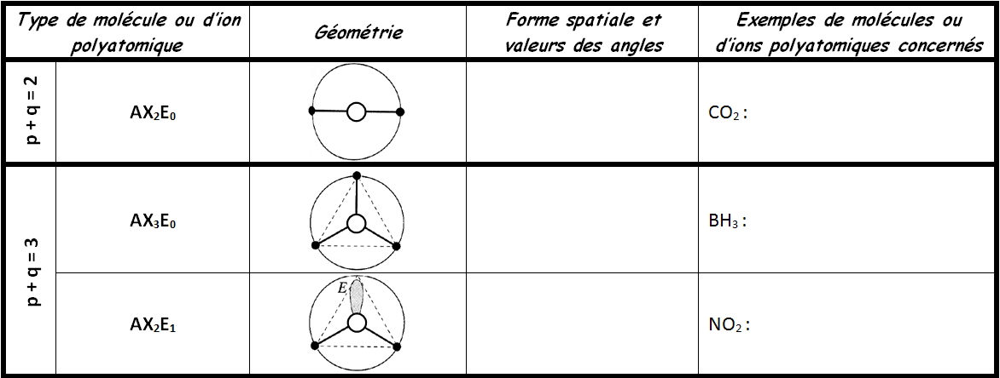 Type de molécule ou d'ion
polyatomique
Géométrie
Forme spatiale et
valeurs des angles
Exemples de molécules ou
d'ions polyatomiques concernés
p + q = 2
AX₂E₀
CO₂ :
p + q = 3
AX₃E₀
BH₃ :
AX₂E₁
E
NO₂ :